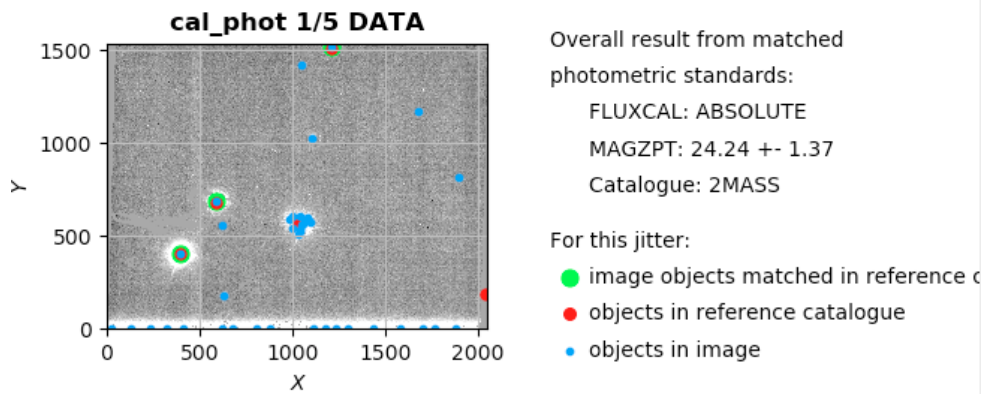 cal_phot 1/5 DATA
1500
1000
500
0
Y
0 500 1000 1500 2000
X
Overall result from matched
photometric standards:
FLUXCAL: ABSOLUTE
MAGZPT: 24.24 +- 1.37
Catalogue: 2MASS
For this jitter:
image objects matched in reference c
objects in reference catalogue
objects in image